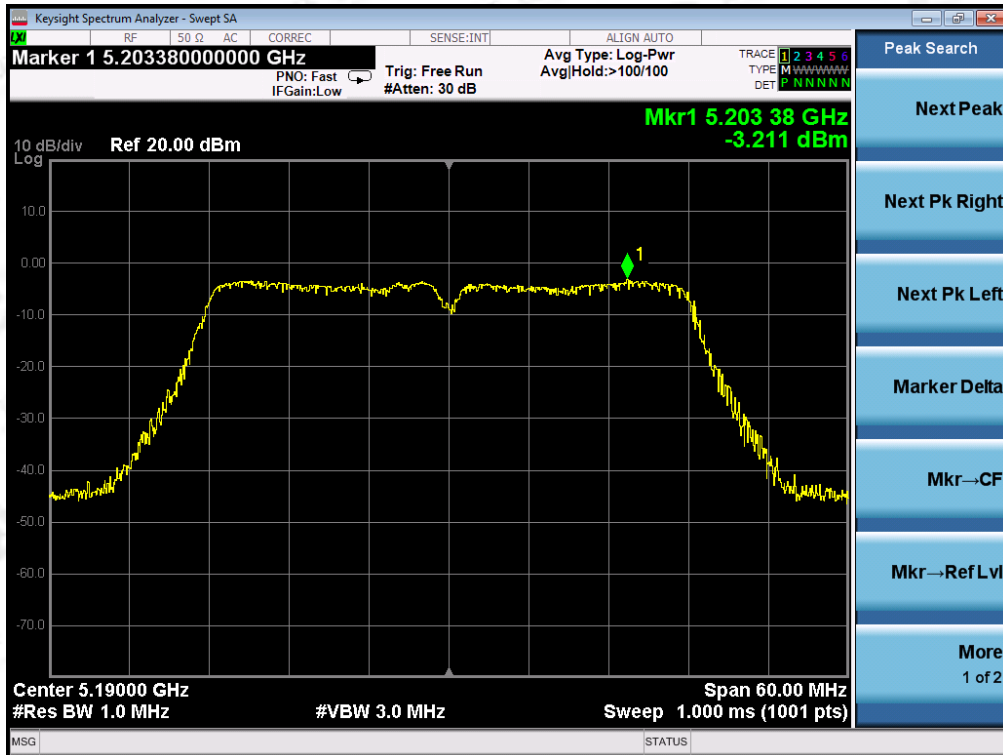 Keysight Spectrum Analyzer - Swept SA
LXI RF 50 Ω AC CORREC SENSE:INT ALIGN AUTO
Marker 1 5.203380000000 GHz
PNO: Fast
IFGain:Low
Trig: Free Run
#Atten: 30 dB
Avg Type: Log-Pwr
Avg|Hold:>100/100
TRACE 1 2 3 4 5 6
TYPE M WWWWW
DET P N N N N N
Mkr1 5.203 38 GHz
-3.211 dBm
10 dB/div Ref 20.00 dBm
Log
10.0
0.00
-10.0
-20.0
-30.0
-40.0
-50.0
-60.0
-70.0
1
Center 5.19000 GHz Span 60.00 MHz
#Res BW 1.0 MHz #VBW 3.0 MHz Sweep 1.000 ms (1001 pts)
MSG STATUS
Peak Search
Next Peak
Next Pk Right
Next Pk Left
Marker Delta
Mkr→CF
Mkr→Ref Lvl
More
1 of 2